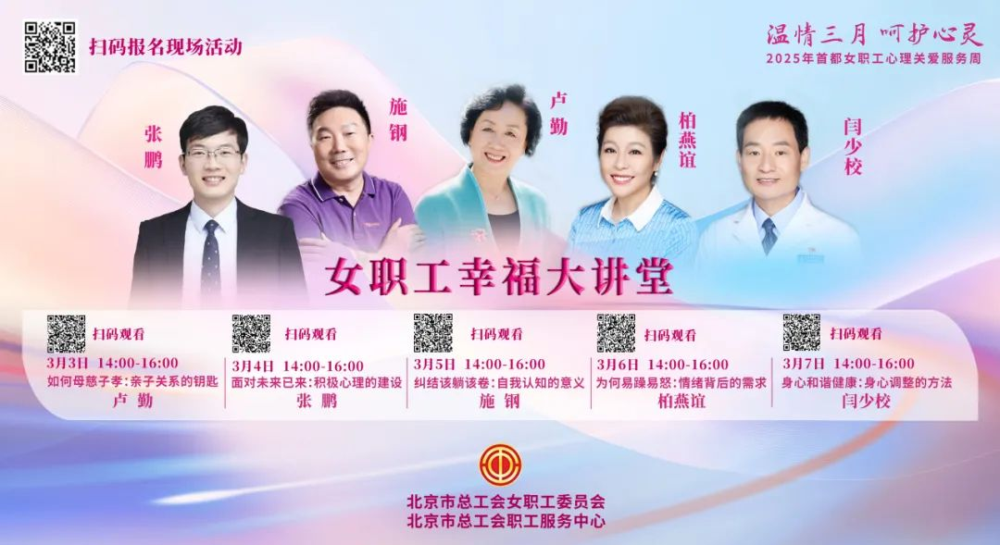 扫码报名现场活动
温情三月 呵护心灵
2025年首都女职工心理关爱服务周
张鹏
施钢
卢勤
柏燕谊
闫少校
女职工幸福大讲堂
扫码观看
3月3日 14:00-16:00
如何母慈子孝:亲子关系的钥匙
卢 勤
扫码观看
3月4日 14:00-16:00
面对未来已来:积极心理的建设
张 鹏
扫码观看
3月5日 14:00-16:00
纠结该躺该卷:自我认知的意义
施 钢
扫码观看
3月6日 14:00-16:00
为何易躁易怒:情绪背后的需求
柏燕谊
扫码观看
3月7日 14:00-16:00
身心和谐健康:身心调整的方法
闫少校
北京市总工会女职工委员会
北京市总工会职工服务中心